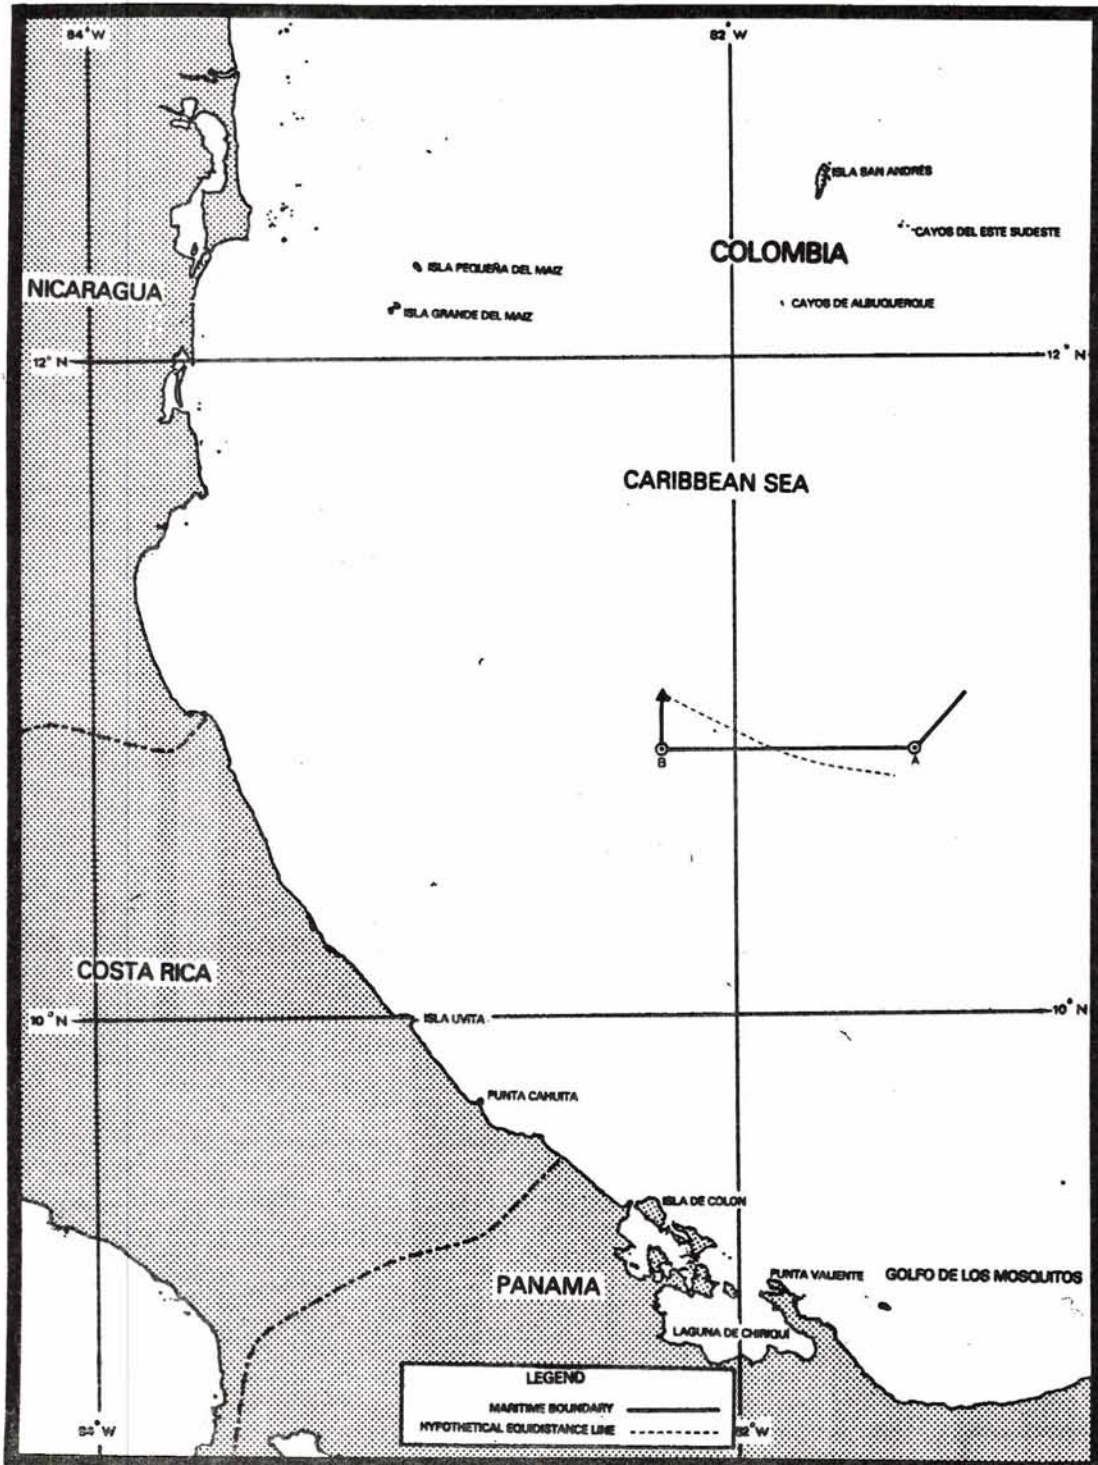 84°W
82°W
ISLA SAN ANDRÉS
CAYOS DEL ESTE SUDESTE
COLOMBIA
ISLA PEQUEÑA DEL MAIZ
NICARAGUA
ISLA GRANDE DEL MAIZ
CAYOS DE ALBUQUERQUE
12°N
12°N
CARIBBEAN SEA
B
A
COSTA RICA
10°N
ISLA UVITA
10°N
PUNTA CAHUITA
ISLA DE COLON
PANAMA
PUNTA VALIENTE
GOLFO DE LOS MOSQUITOS
LAGUNA DE CHIRIQUÍ
LEGEND
MARITIME BOUNDARY
HYPOTHETICAL EQUIDISTANCE LINE
84°W
82°W